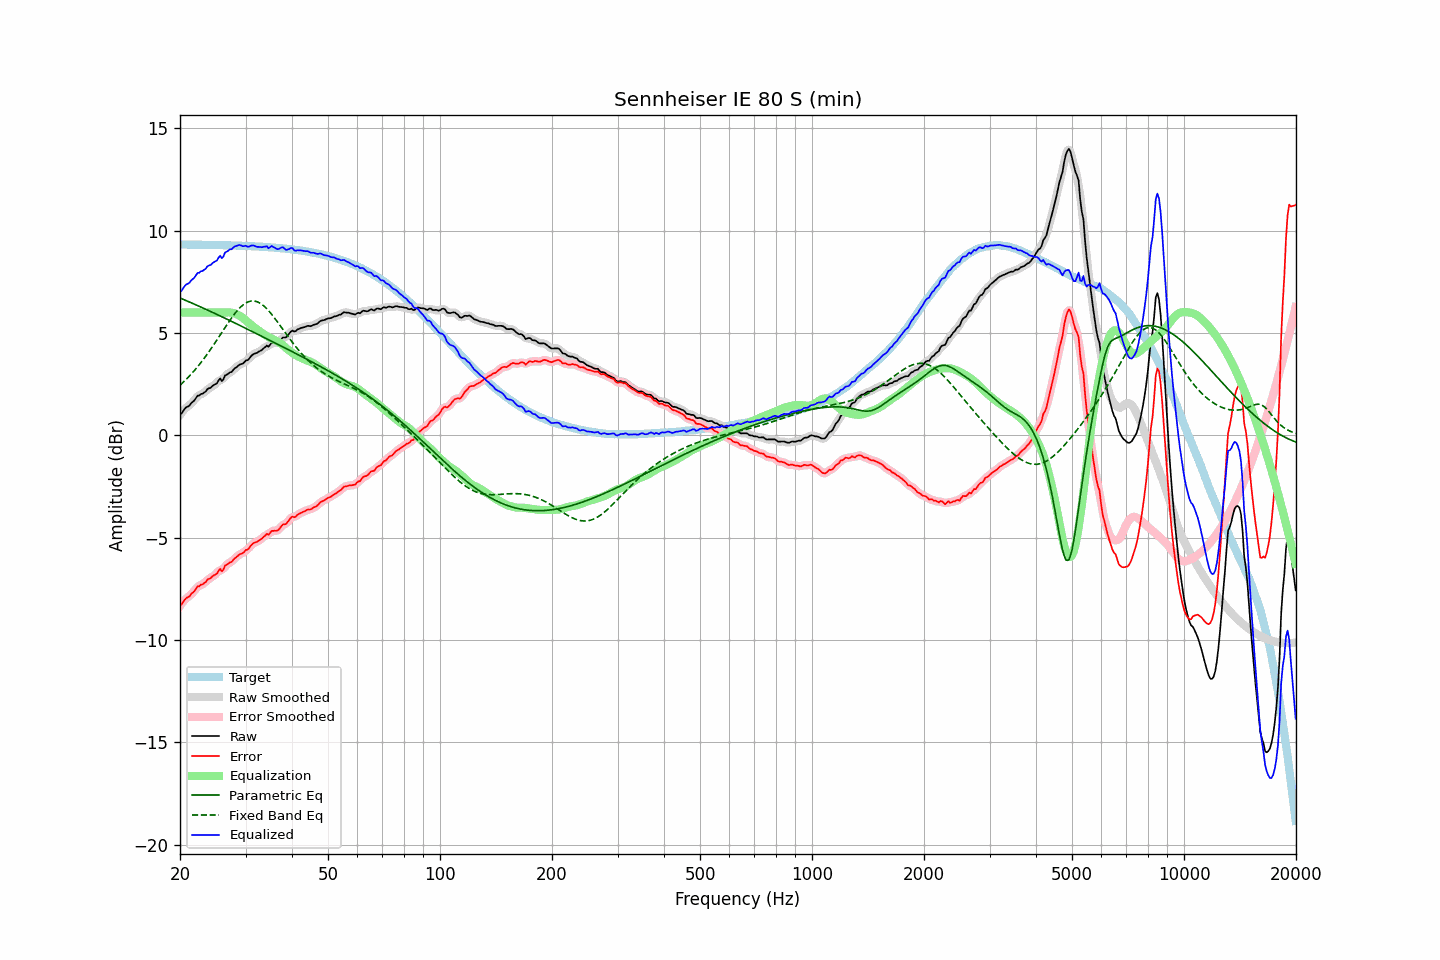 Sennheiser IE 80 S (min)
15
10
5
0
−5
−10
−15
−20
Amplitude (dBr)
Target
Raw Smoothed
Error Smoothed
Raw
Error
Equalization
Parametric Eq
Fixed Band Eq
Equalized
20 50 100 200 500 1000 2000 5000 10000 20000
Frequency (Hz)